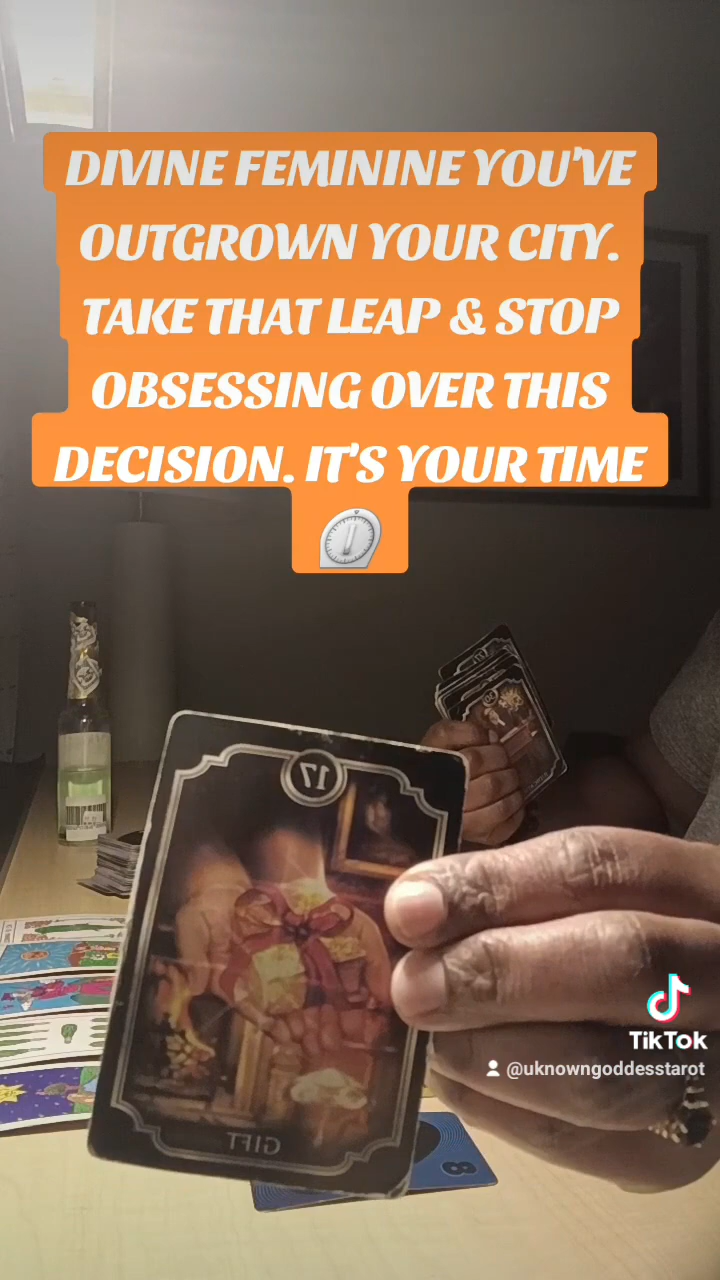 DIVINE FEMININE YOU'VE
OUTGROWN YOUR CITY.
TAKE THAT LEAP & STOP
OBSESSING OVER THIS
DECISION. IT'S YOUR TIME
17
GIFT
8
TikTok
@uknowngoddesstarot